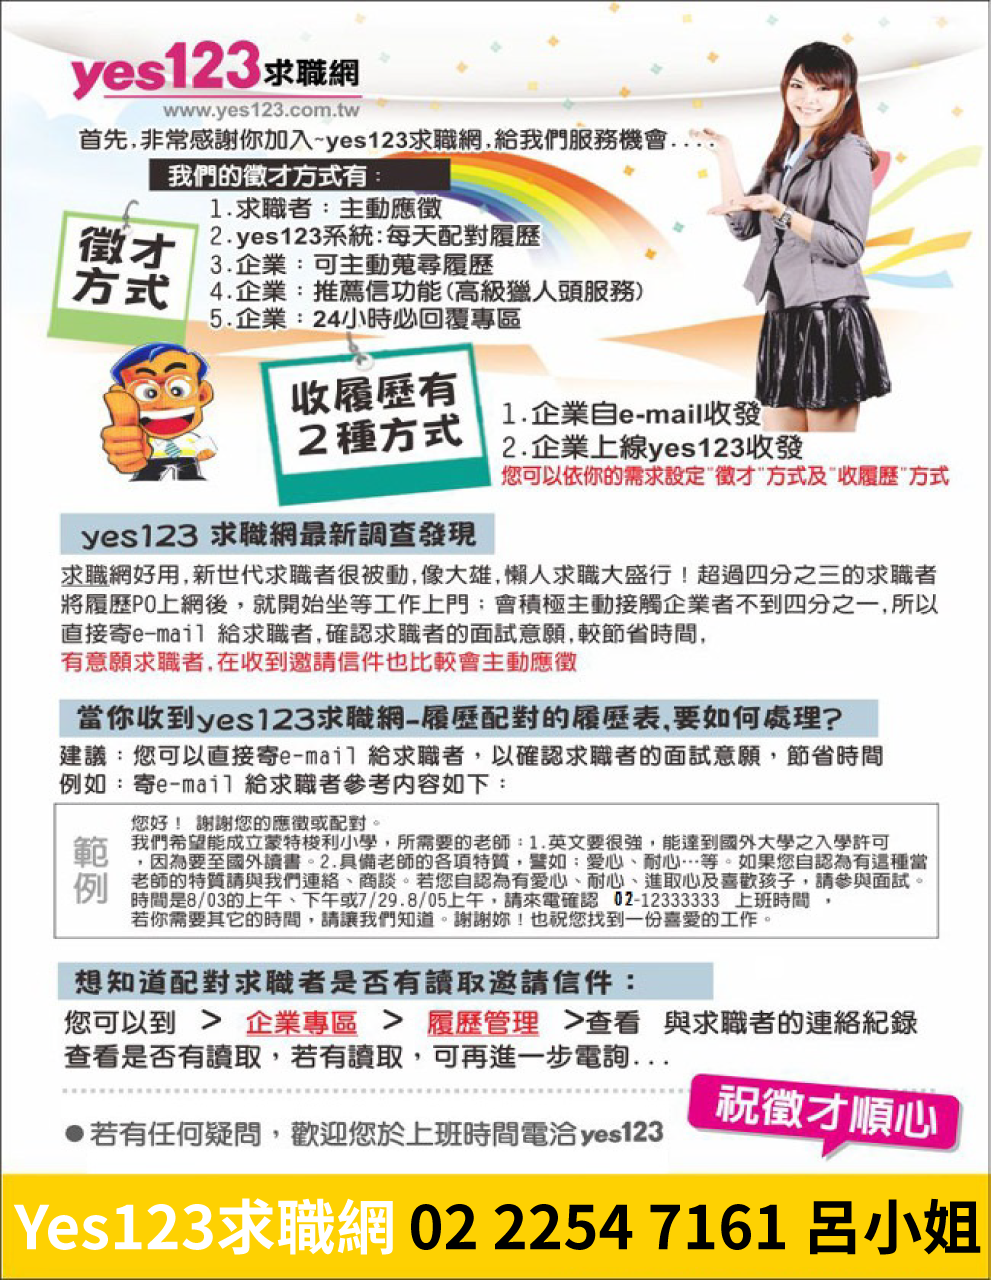 yes123求職網
www.yes123.com.tw
首先,非常感謝你加入~yes123求職網,給我們服務機會....
我們的徵才方式有：
徵才
方式
1.求職者：主動應徵
2.yes123系統:每天配對履歷
3.企業：可主動蒐尋履歷
4.企業：推薦信功能(高級獵人頭服務)
5.企業：24小時必回覆專區
收履歷有
2種方式
1.企業自e-mail收發
2.企業上線yes123收發
您可以依你的需求設定"徵才"方式及"收履歷"方式
yes123 求職網最新調查發現
求職網好用,新世代求職者很被動,像大雄,懶人求職大盛行！超過四分之三的求職者
將履歷PO上網後，就開始坐等工作上門；會積極主動接觸企業者不到四分之一,所以
直接寄e-mail 給求職者,確認求職者的面試意願,較節省時間,
有意願求職者,在收到邀請信件也比較會主動應徵
當你收到yes123求職網-履歷配對的履歷表,要如何處理?
建議：您可以直接寄e-mail 給求職者，以確認求職者的面試意願，節省時間
例如：寄e-mail 給求職者參考內容如下：
範
例
您好！ 謝謝您的應徵或配對。
我們希望能成立蒙特梭利小學，所需要的老師：1.英文要很強，能達到國外大學之入學許可
，因為要至國外讀書。2.具備老師的各項特質，譬如：愛心、耐心…等。如果您自認為有這種當
老師的特質請與我們連絡、商談。若您自認為有愛心、耐心、進取心及喜歡孩子，請參與面試。
時間是8/03的上午、下午或7/29.8/05上午，請來電確認 02-12333333 上班時間，
若你需要其它的時間，請讓我們知道。謝謝妳！也祝您找到一份喜愛的工作。
想知道配對求職者是否有讀取邀請信件：
您可以到 > 企業專區 > 履歷管理 >查看 與求職者的連絡紀錄
查看是否有讀取，若有讀取，可再進一步電詢...
祝徵才順心
●若有任何疑問，歡迎您於上班時間電洽yes123
Yes123求職網 02 2254 7161 呂小姐